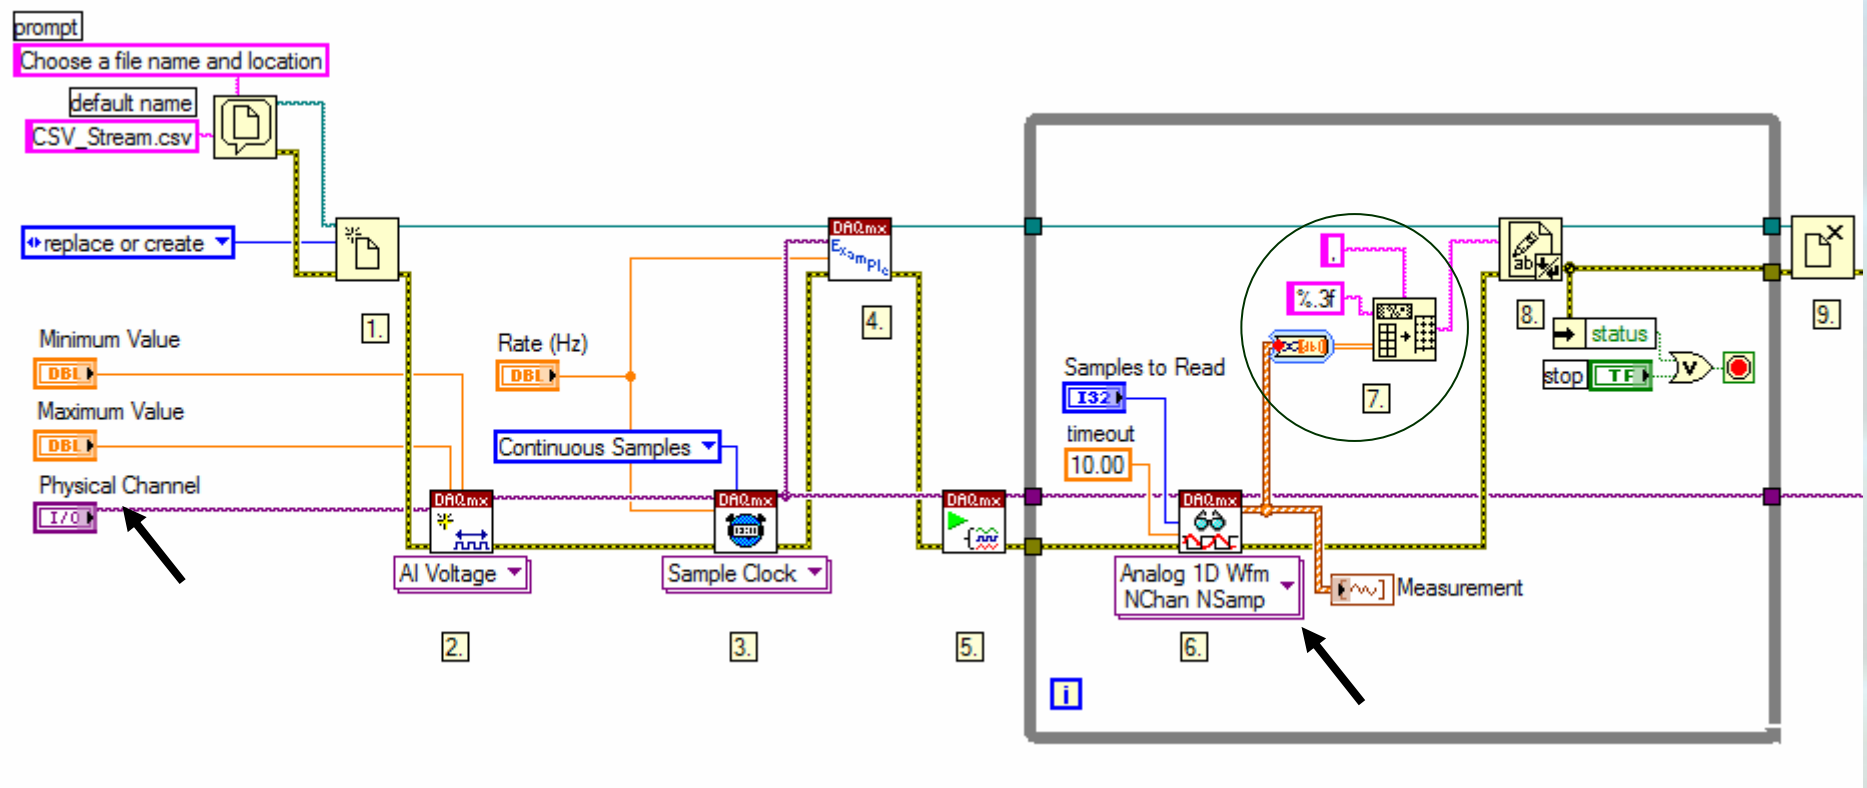 prompt
Choose a file name and location
default name
CSV_Stream.csv
replace or create
1.
Minimum Value
DBL
Maximum Value
DBL
Physical Channel
I/O
DAQmx
AI Voltage
2.
Rate (Hz)
DBL
Continuous Samples
DAQmx
Sample Clock
3.
DAQmx
Example
4.
DAQmx
5.
Samples to Read
I32
timeout
10.00
DAQmx
Analog 1D Wfm
NChan NSamp
6.
Measurement
i
,
%.3f
7.
ab
8.
status
stop
TF
V
9.